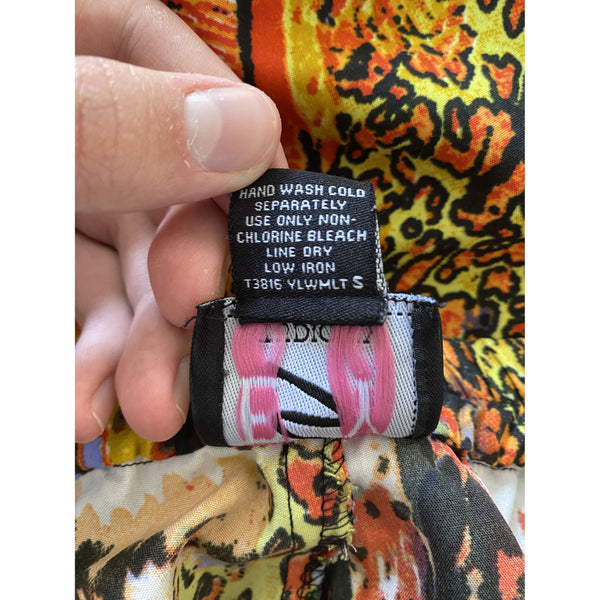 HAND WASH COLD
SEPARATELY
USE ONLY NON-
CHLORINE BLEACH
LINE DRY
LOW IRON
T3816 YLWMLT S